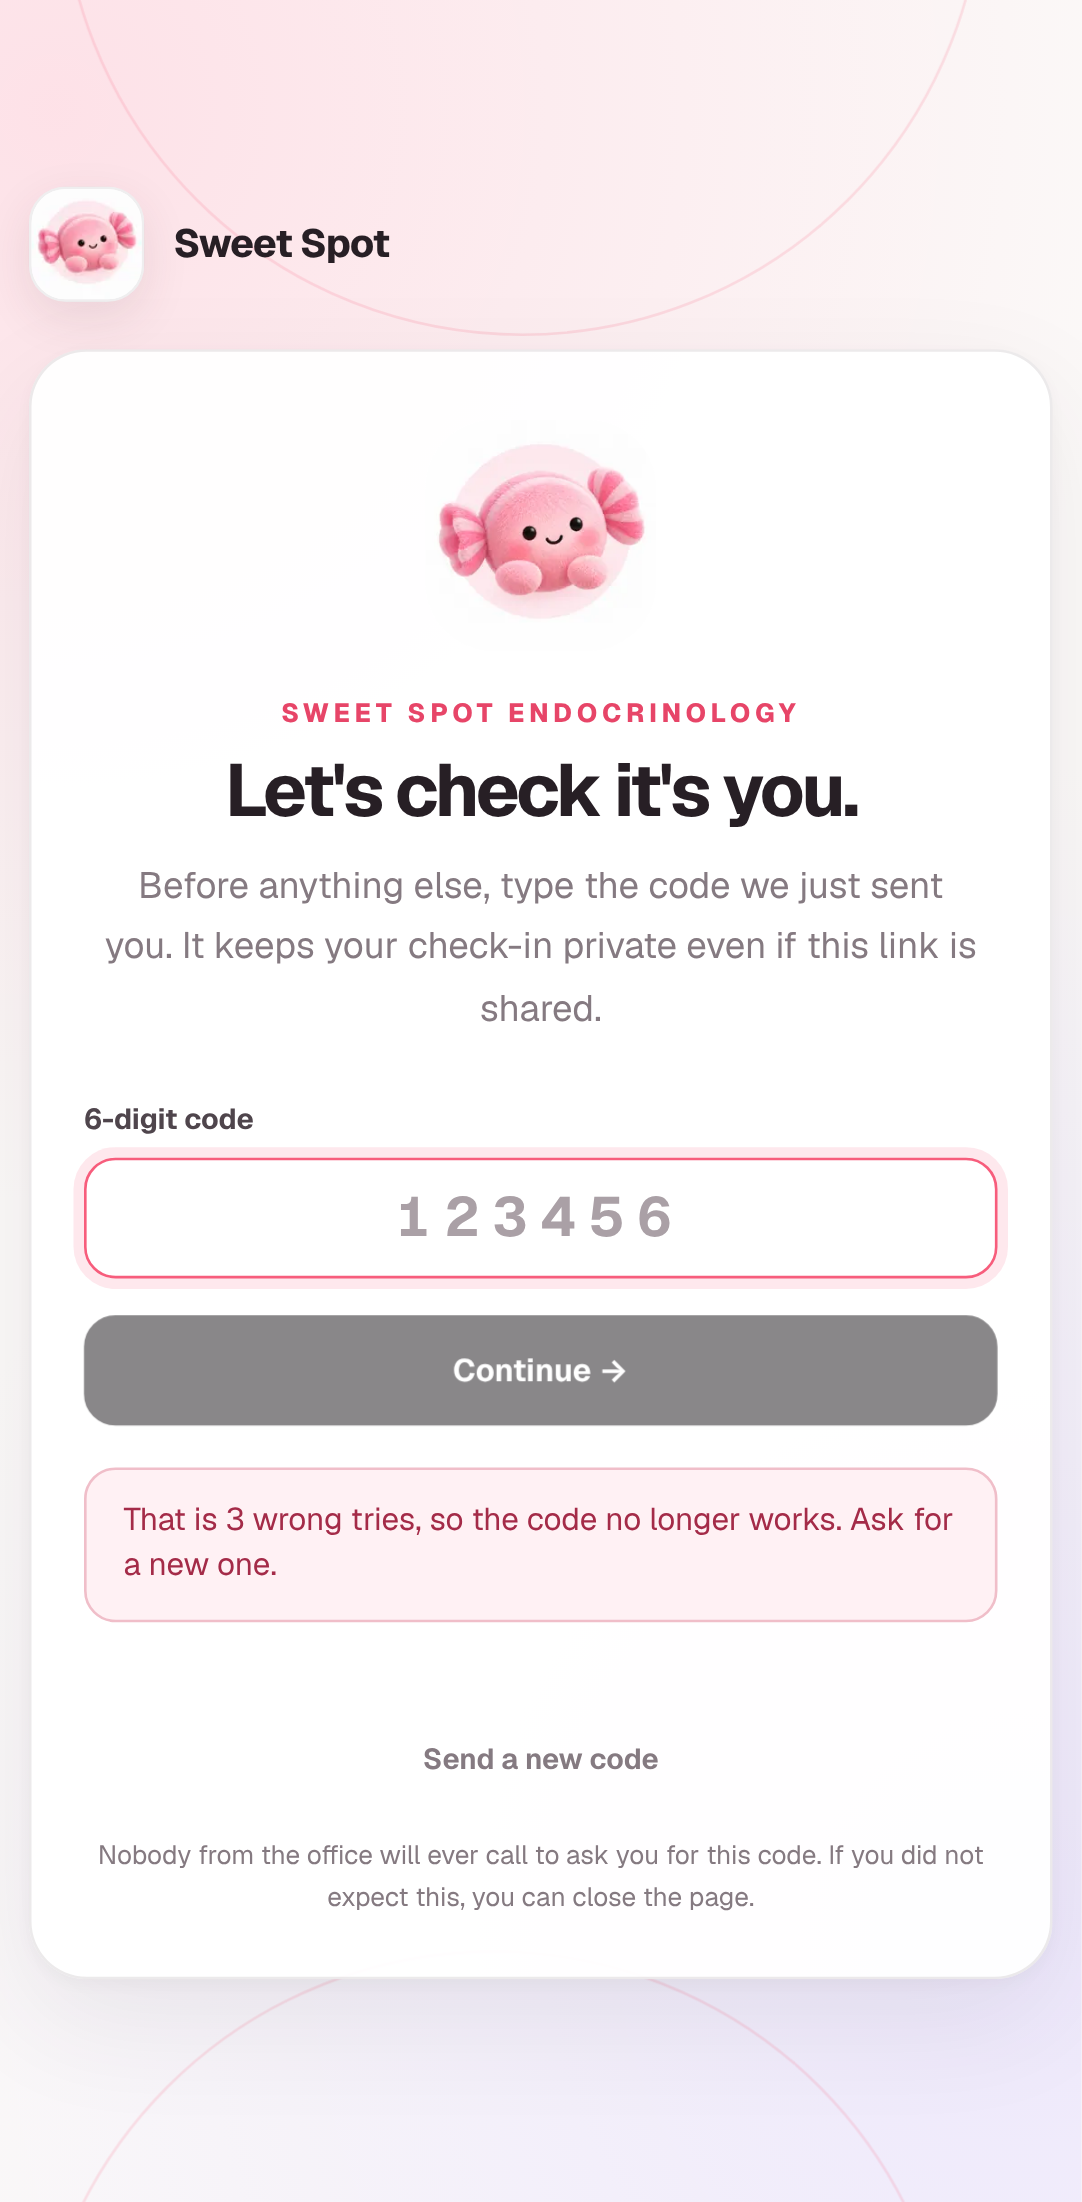 Sweet Spot
SWEET SPOT ENDOCRINOLOGY
Let's check it's you.
Before anything else, type the code we just sent
you. It keeps your check-in private even if this link is
shared.
6-digit code
123456
Continue →
That is 3 wrong tries, so the code no longer works. Ask for
a new one.
Send a new code
Nobody from the office will ever call to ask you for this code. If you did not
expect this, you can close the page.